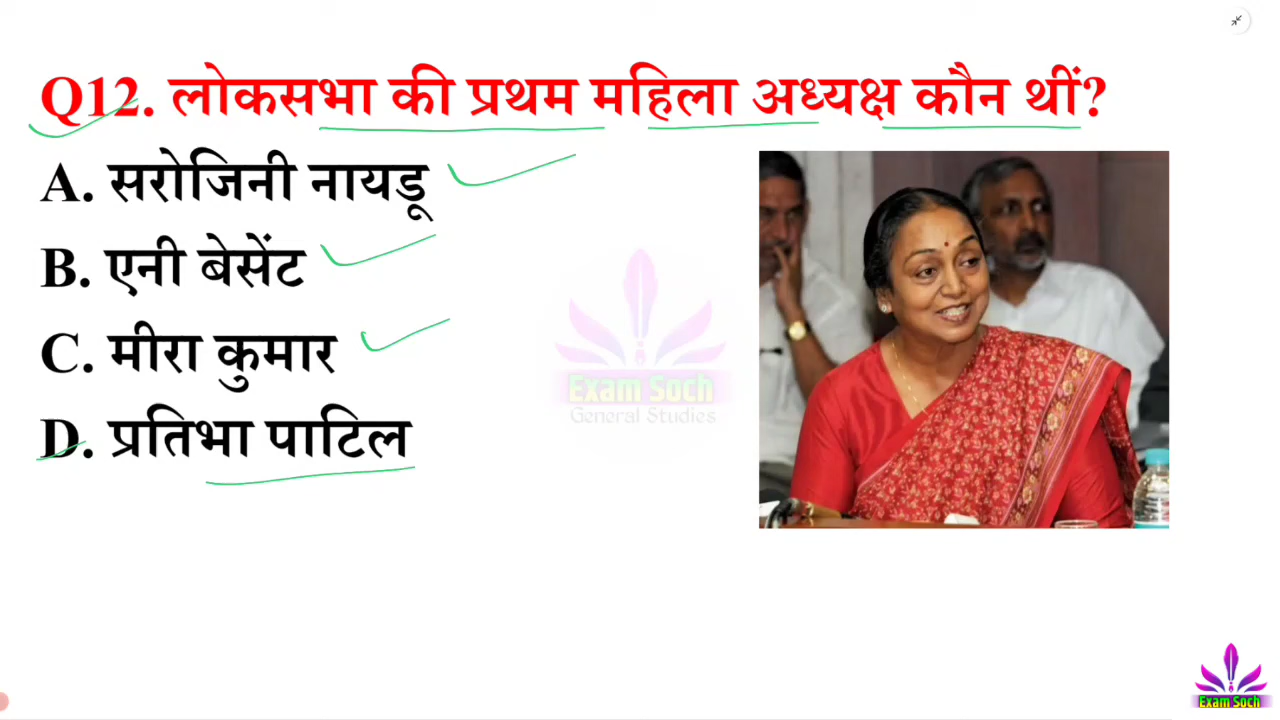 Q12. लोकसभा की प्रथम महिला अध्यक्ष कौन थीं?
A. सरोजिनी नायडू
B. एनी बेसेंट
C. मीरा कुमार
D. प्रतिभा पाटिल
Exam Soch
General Studies
Exam Soch